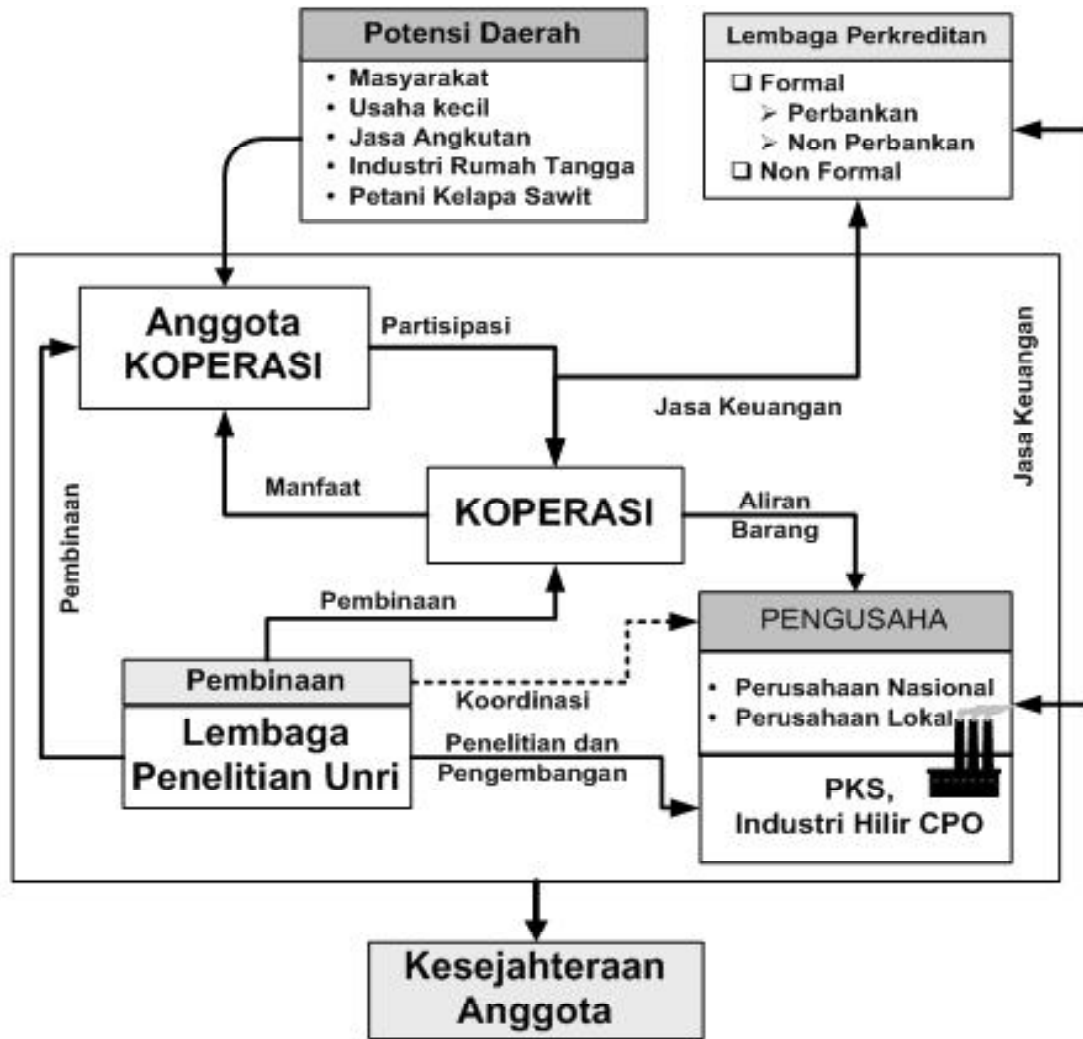 Potensi Daerah
• Masyarakat
• Usaha kecil
• Jasa Angkutan
• Industri Rumah Tangga
• Petani Kelapa Sawit
Lembaga Perkreditan
❑ Formal
➢ Perbankan
➢ Non Perbankan
❑ Non Formal
Anggota
KOPERASI
Partisipasi
Jasa Keuangan
Jasa Keuangan
Manfaat
KOPERASI
Aliran
Barang
Pembinaan
Pembinaan
PENGUSAHA
• Perusahaan Nasional
• Perusahaan Lokal
PKS,
Industri Hilir CPO
Pembinaan
Lembaga
Penelitian Unri
Koordinasi
Penelitian dan
Pengembangan
Kesejahteraan
Anggota